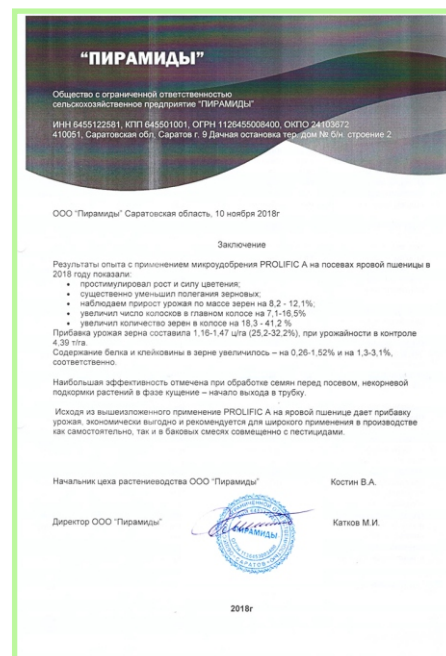 “ПИРАМИДЫ”
Общество с ограниченной ответственностью
сельскохозяйственное предприятие “ПИРАМИДЫ”
ИНН 6455122581, КПП 645501001, ОГРН 1126455008400, ОКПО 24103672
410051, Саратовская обл, Саратов г. 9 Дачная остановка тер, дом № б/н. строение 2
ООО “Пирамиды” Саратовская область, 10 ноября 2018г
Заключение
Результаты опыта с применением микроудобрения PROLIFIC A на посевах яровой пшеницы в
2018 году показали:
• простимулировал рост и силу цветения;
• существенно уменьшил полегания зерновых;
• наблюдаем прирост урожая по массе зерен на 8,2 - 12,1%;
• увеличил число колосков в главном колосе на 7,1-16,5%
• увеличил количество зерен в колосе на 18,3 - 41,2 %
Прибавка урожая зерна составила 1,16-1,47 ц/га (25,2-32,2%), при урожайности в контроле
4,39 т/га.
Содержание белка и клейковины в зерне увеличилось – на 0,26-1,52% и на 1,3-3,1%,
соответственно.
Наибольшая эффективность отмечена при обработке семян перед посевом, некорневой
подкормки растений в фазе кущение – начало выхода в трубку.
Исходя из вышеизложенного применение PROLIFIC A на яровой пшенице дает прибавку
урожая, экономически выгодно и рекомендуется для широкого применения в производстве
как самостоятельно, так и в баковых смесях совмещенно с пестицидами.
Начальник цеха растениеводства ООО “Пирамиды” Костин В.А.
Директор ООО “Пирамиды” Катков М.И.
ПИРАМИДЫ
2018г